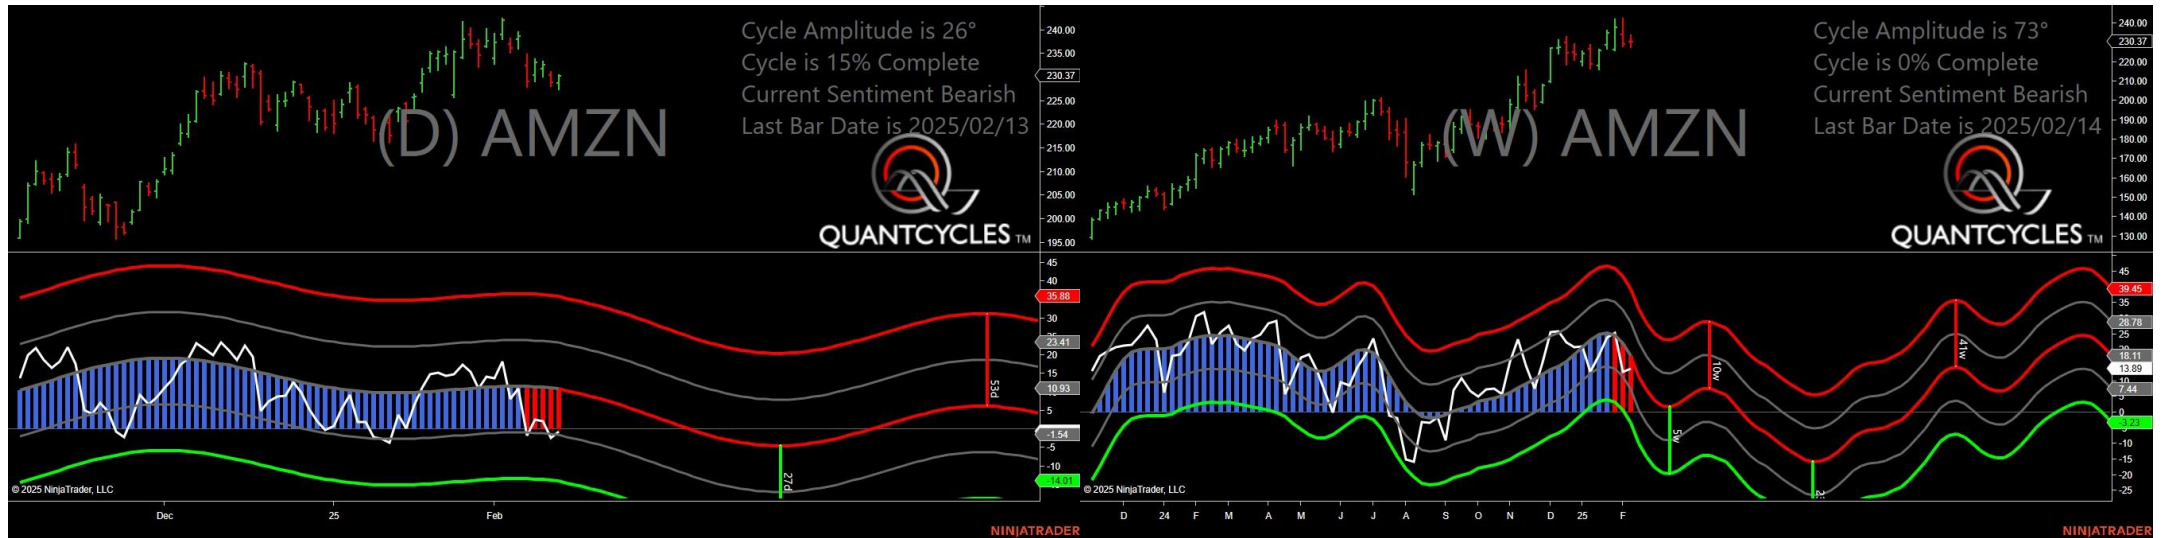 Cycle Amplitude is 26°
Cycle is 15% Complete
Current Sentiment Bearish
Last Bar Date is 2025/02/13
(D) AMZN
QUANTCYCLES TM
240.00
235.00
230.37
225.00
220.00
215.00
210.00
205.00
200.00
195.00
45
35.88
30
23.41
20
15
10.93
5
-1.54
-5
-10
-14.01
53d
27d
© 2025 NinjaTrader, LLC
Dec
25
Feb
NINJATRADER
Cycle Amplitude is 73°
Cycle is 0% Complete
Current Sentiment Bearish
Last Bar Date is 2025/02/14
(W) AMZN
QUANTCYCLES TM
240.00
230.37
220.00
210.00
200.00
190.00
180.00
170.00
160.00
150.00
140.00
130.00
45
39.45
35
28.78
25
18.11
13.89
7.44
0
-3.23
-10
-15
-20
-25
10w
5w
41w
© 2025 NinjaTrader, LLC
D
24
F
M
A
M
J
J
A
S
O
N
D
25
F
NINJATRADER